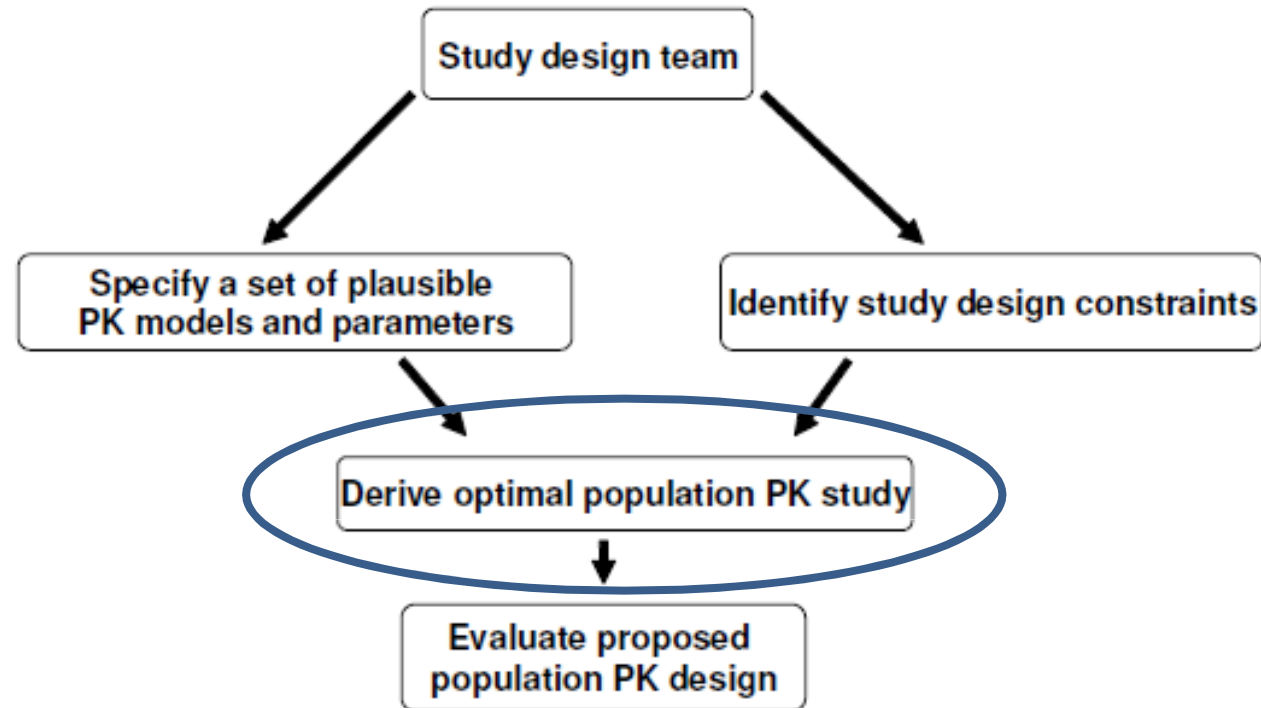 Study design team
Specify a set of plausible
PK models and parameters
Identify study design constraints
Derive optimal population PK study
Evaluate proposed
population PK design